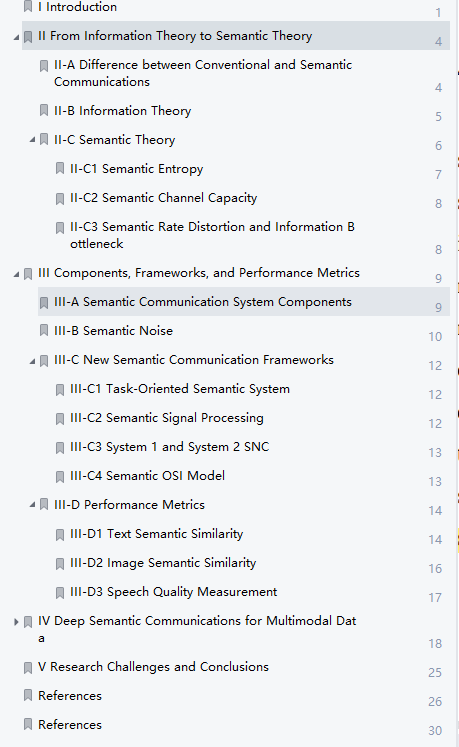 I Introduction 1
II From Information Theory to Semantic Theory 4
II-A Difference between Conventional and Semantic
Communications 4
II-B Information Theory 5
II-C Semantic Theory 6
II-C1 Semantic Entropy 7
II-C2 Semantic Channel Capacity 8
II-C3 Semantic Rate Distortion and Information B
ottleneck 8
III Components, Frameworks, and Performance Metrics 9
III-A Semantic Communication System Components 9
III-B Semantic Noise 10
III-C New Semantic Communication Frameworks 12
III-C1 Task-Oriented Semantic System 12
III-C2 Semantic Signal Processing 12
III-C3 System 1 and System 2 SNC 13
III-C4 Semantic OSI Model 13
III-D Performance Metrics 14
III-D1 Text Semantic Similarity 14
III-D2 Image Semantic Similarity 16
III-D3 Speech Quality Measurement 17
IV Deep Semantic Communications for Multimodal Dat
a 18
V Research Challenges and Conclusions 25
References 26
References 30